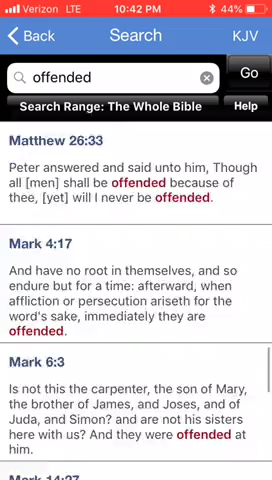 Verizon LTE 10:42 PM 44%
Back Search KJV
offended Go
Search Range: The Whole Bible Help
Matthew 26:33
Peter answered and said unto him, Though
all [men] shall be offended because of
thee, [yet] will I never be offended.
Mark 4:17
And have no root in themselves, and so
endure but for a time: afterward, when
affliction or persecution ariseth for the
word's sake, immediately they are
offended.
Mark 6:3
Is not this the carpenter, the son of Mary,
the brother of James, and Joses, and of
Juda, and Simon? and are not his sisters
here with us? And they were offended at
him.
Mark 14:27